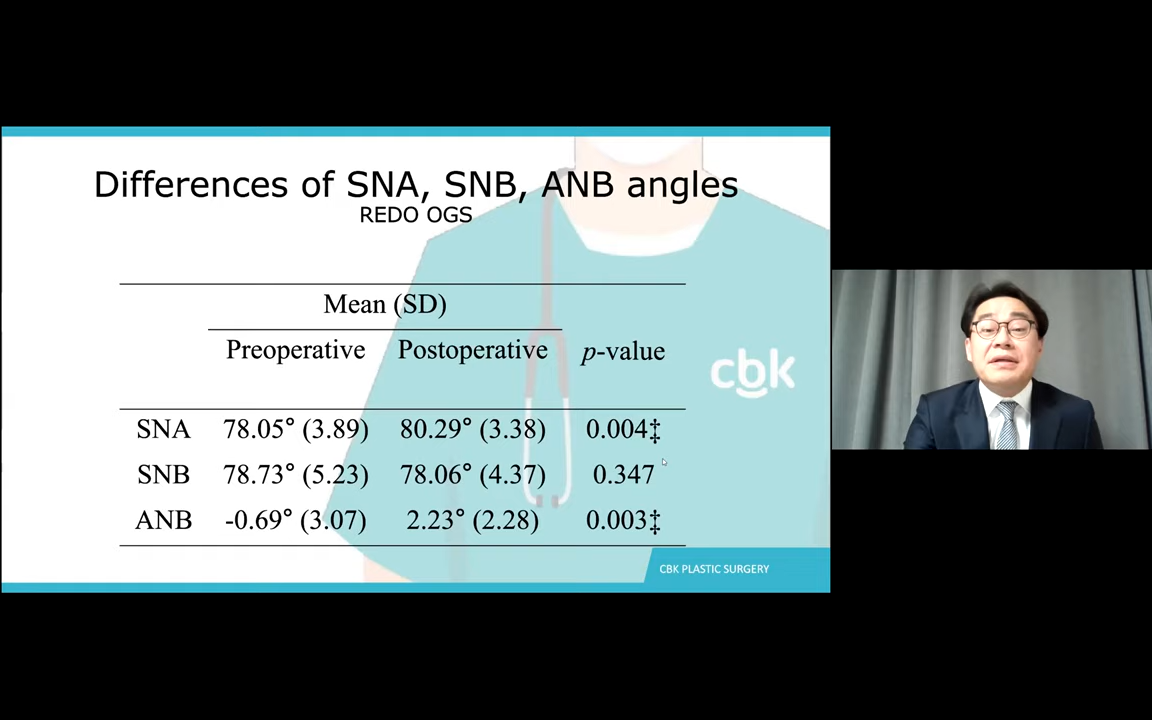 Differences of SNA, SNB, ANB angles
REDO OGS
Mean (SD)
Preoperative Postoperative p-value
SNA 78.05° (3.89) 80.29° (3.38) 0.004‡
SNB 78.73° (5.23) 78.06° (4.37) 0.347
ANB -0.69° (3.07) 2.23° (2.28) 0.003‡
cbk
CBK PLASTIC SURGERY